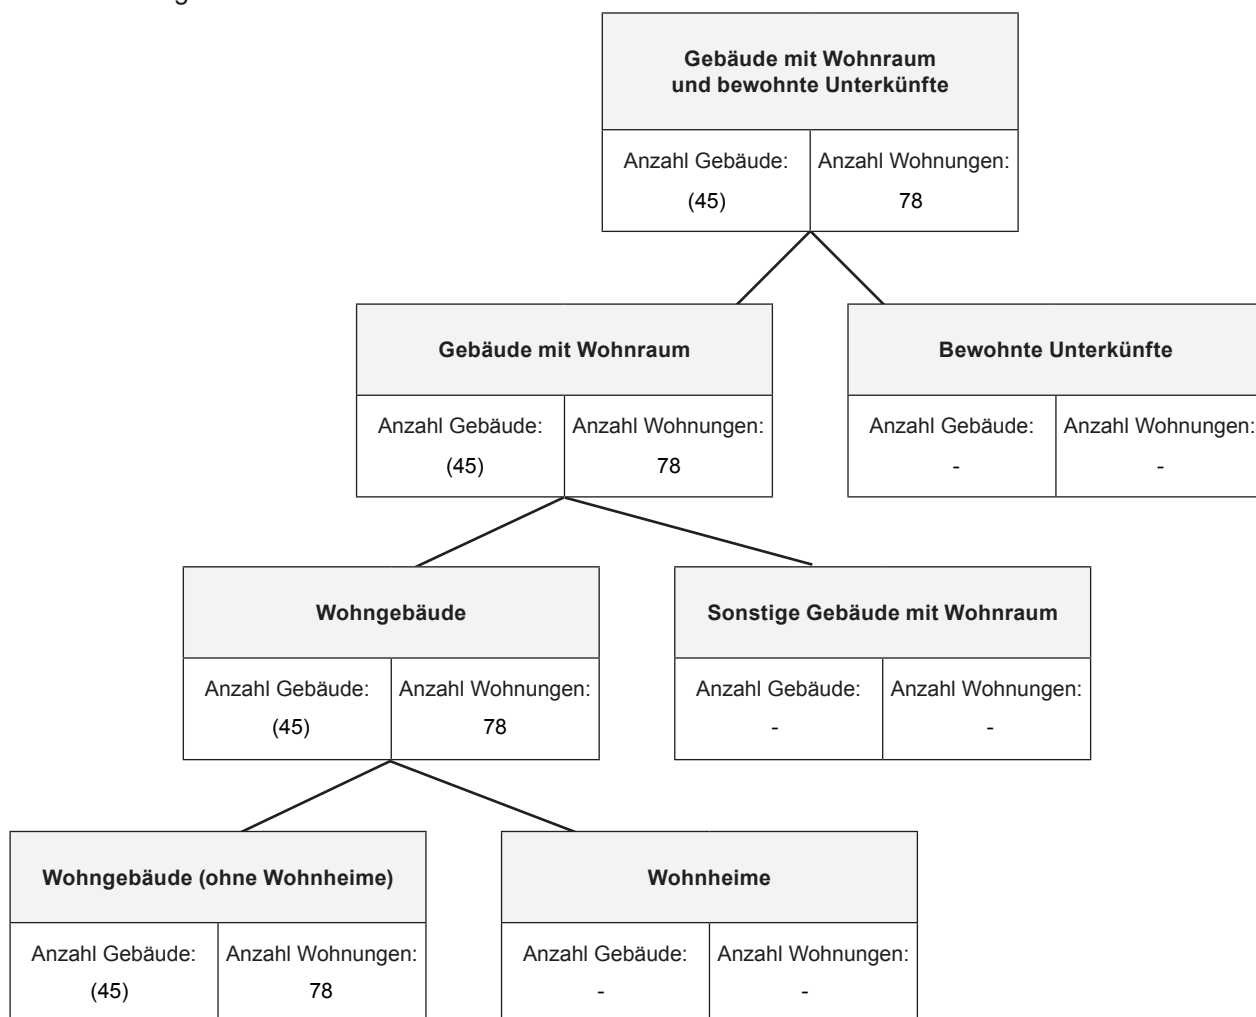 Gebäude mit Wohnraum
und bewohnte Unterkünfte
Anzahl Gebäude: Anzahl Wohnungen:
(45) 78
Gebäude mit Wohnraum Bewohnte Unterkünfte
Anzahl Gebäude: Anzahl Wohnungen: Anzahl Gebäude: Anzahl Wohnungen:
(45) 78 - -
Wohngebäude Sonstige Gebäude mit Wohnraum
Anzahl Gebäude: Anzahl Wohnungen: Anzahl Gebäude: Anzahl Wohnungen:
(45) 78 - -
Wohngebäude (ohne Wohnheime) Wohnheime
Anzahl Gebäude: Anzahl Wohnungen: Anzahl Gebäude: Anzahl Wohnungen:
(45) 78 - -